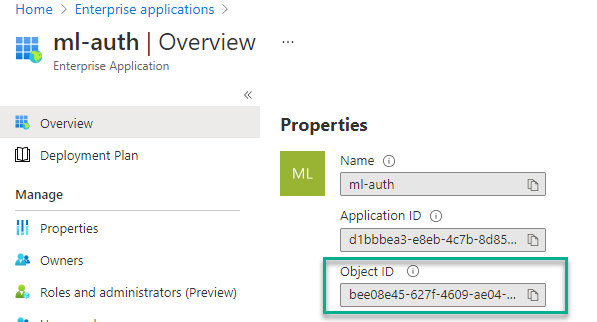 Home > Enterprise applications >
ml-auth | Overview ...
Enterprise Application
«
Overview
Deployment Plan
Manage
Properties
Owners
Roles and administrators (Preview)
Properties
ML
Name
ml-auth
Application ID
d1bbbea3-e8eb-4c7b-8d85...
Object ID
bee08e45-627f-4609-ae04-...